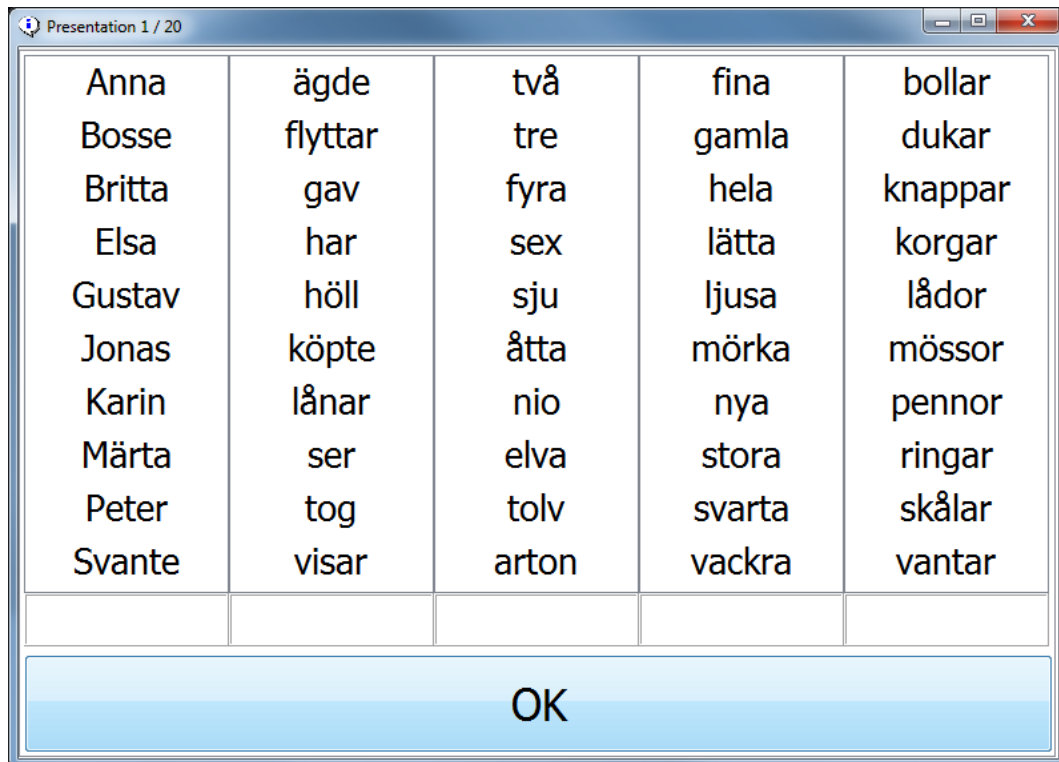 Presentation 1 / 20
Anna ägde två fina bollar
Bosse flyttar tre gamla dukar
Britta gav fyra hela knappar
Elsa har sex lätta korgar
Gustav höll sju ljusa lådor
Jonas köpte åtta mörka mössor
Karin lånar nio nya pennor
Märta ser elva stora ringar
Peter tog tolv svarta skålar
Svante visar arton vackra vantar
OK